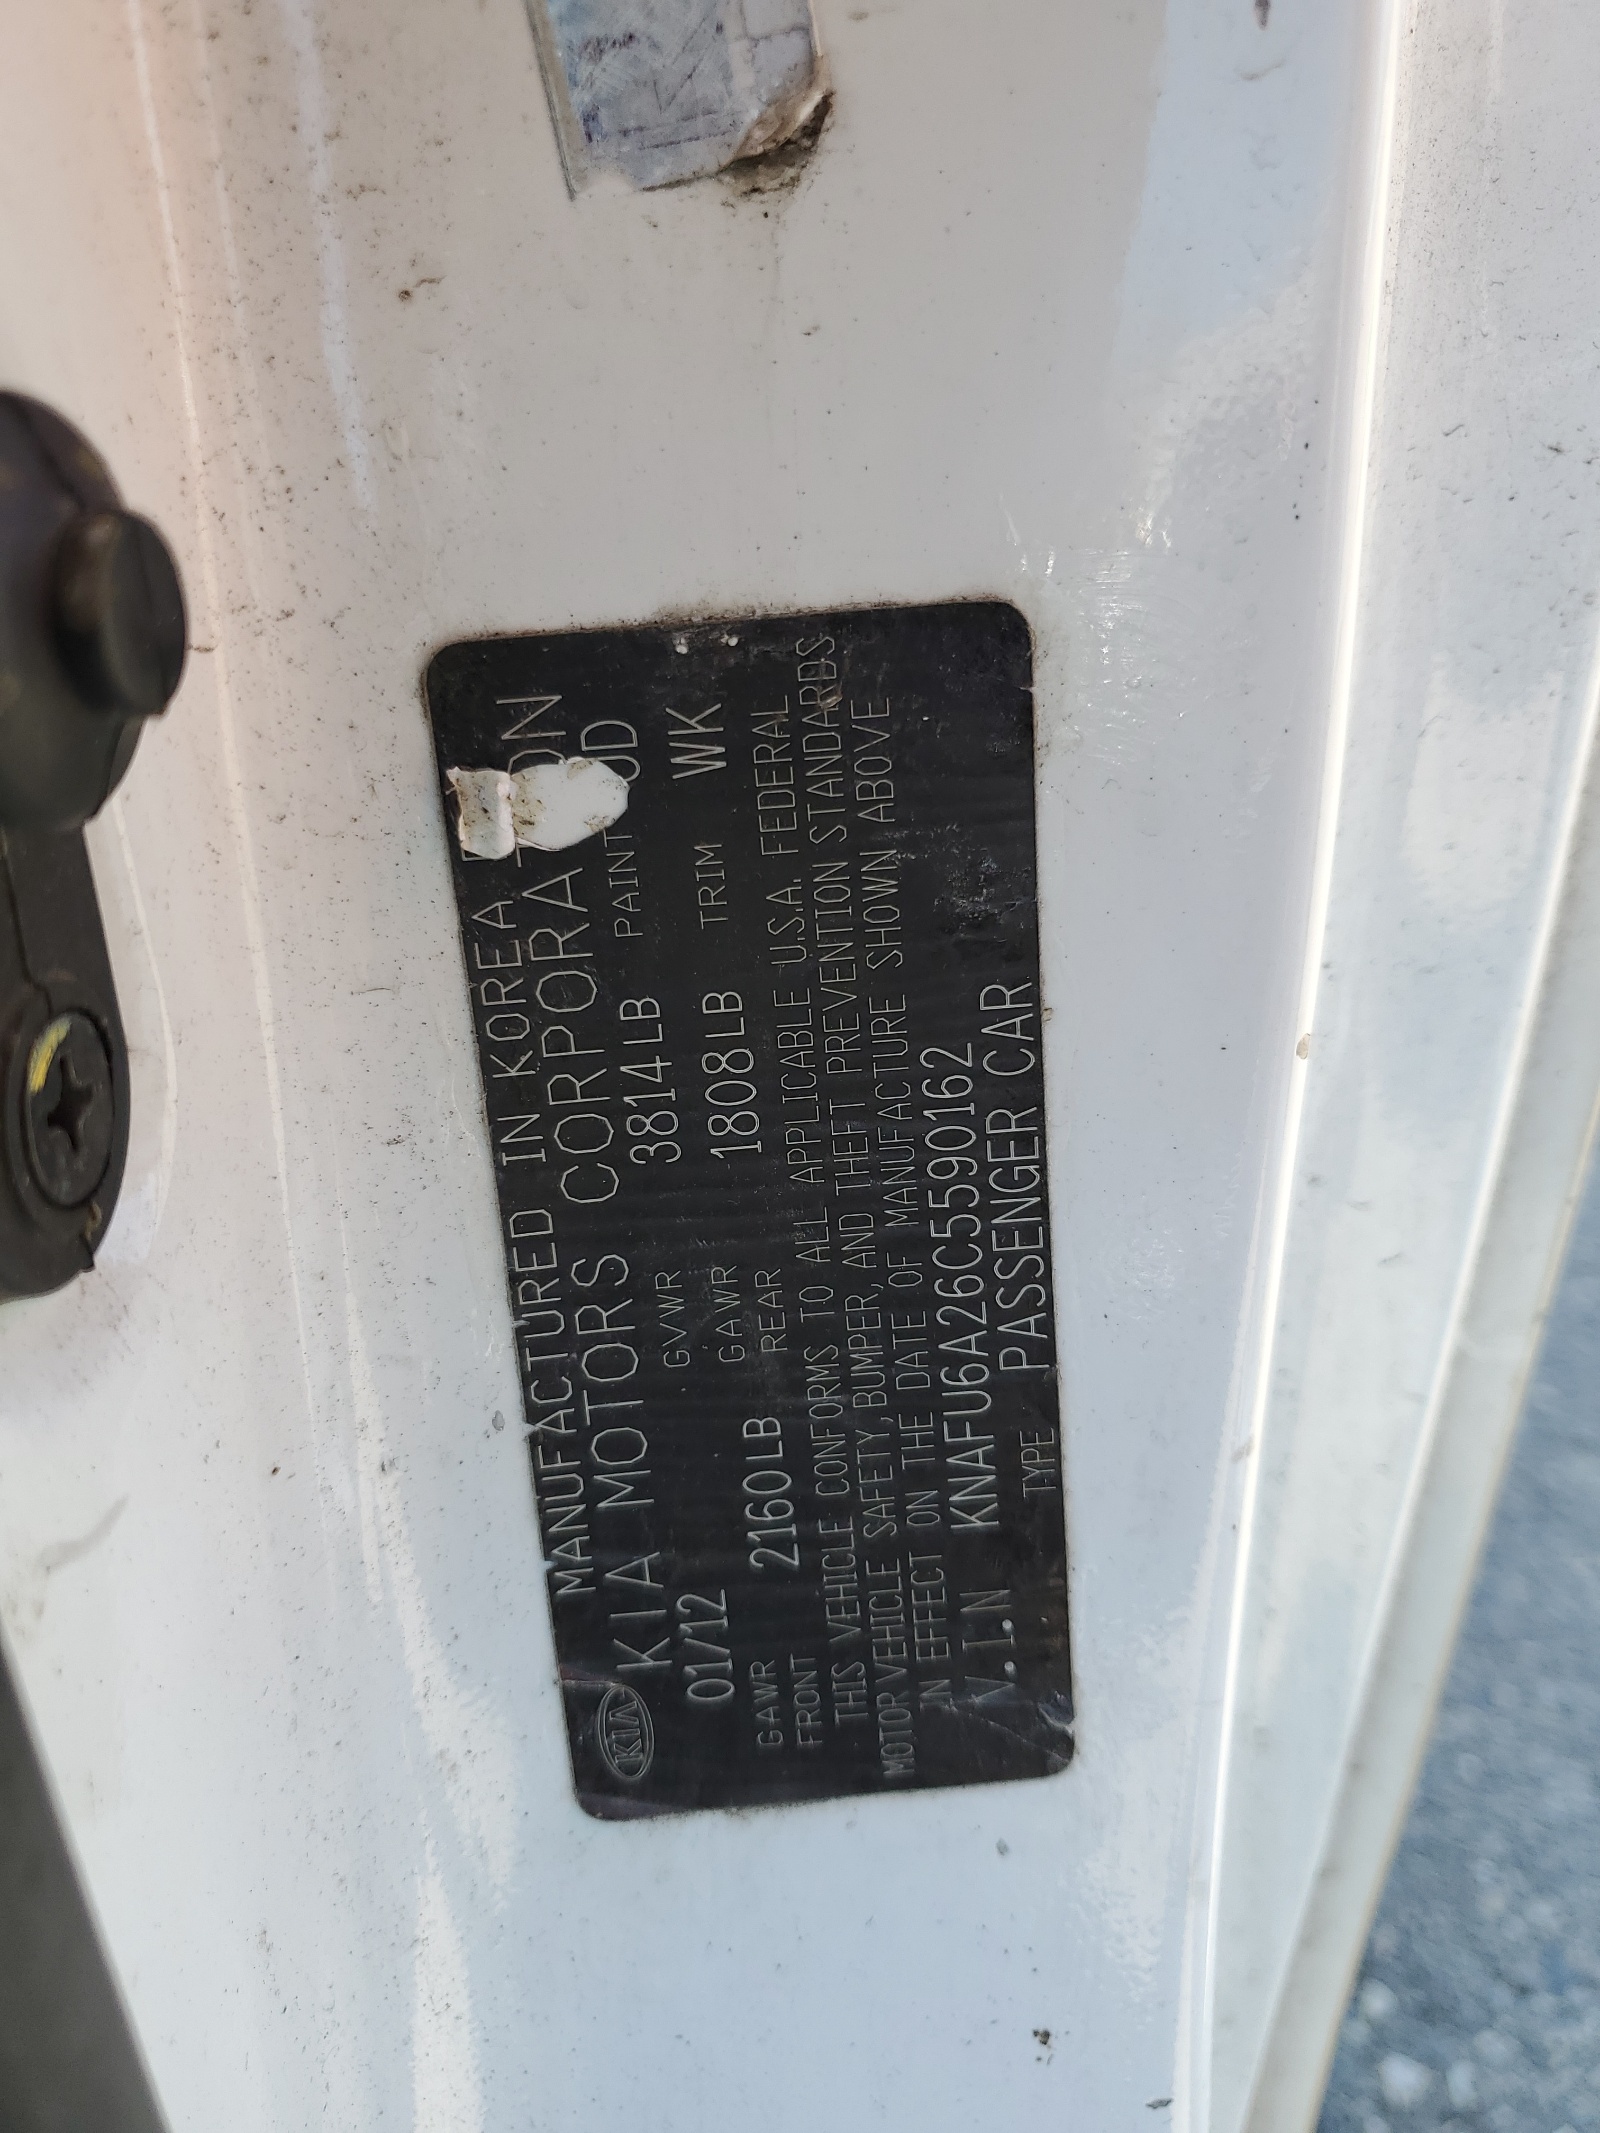 MANUFACTURED IN KOREA
KIA KIA MOTORS CORPORATION
01/12 GVWR 3814LB PAINT UD
GAWR FRONT 2160LB GAWR REAR 1808LB TRIM WK
THIS VEHICLE CONFORMS TO ALL APPLICABLE U.S.A. FEDERAL
MOTOR VEHICLE SAFETY, BUMPER, AND THEFT PREVENTION STANDARDS
IN EFFECT ON THE DATE OF MANUFACTURE SHOWN ABOVE
V.I.N KNAFU6A26C5590162
TYPE PASSENGER CAR